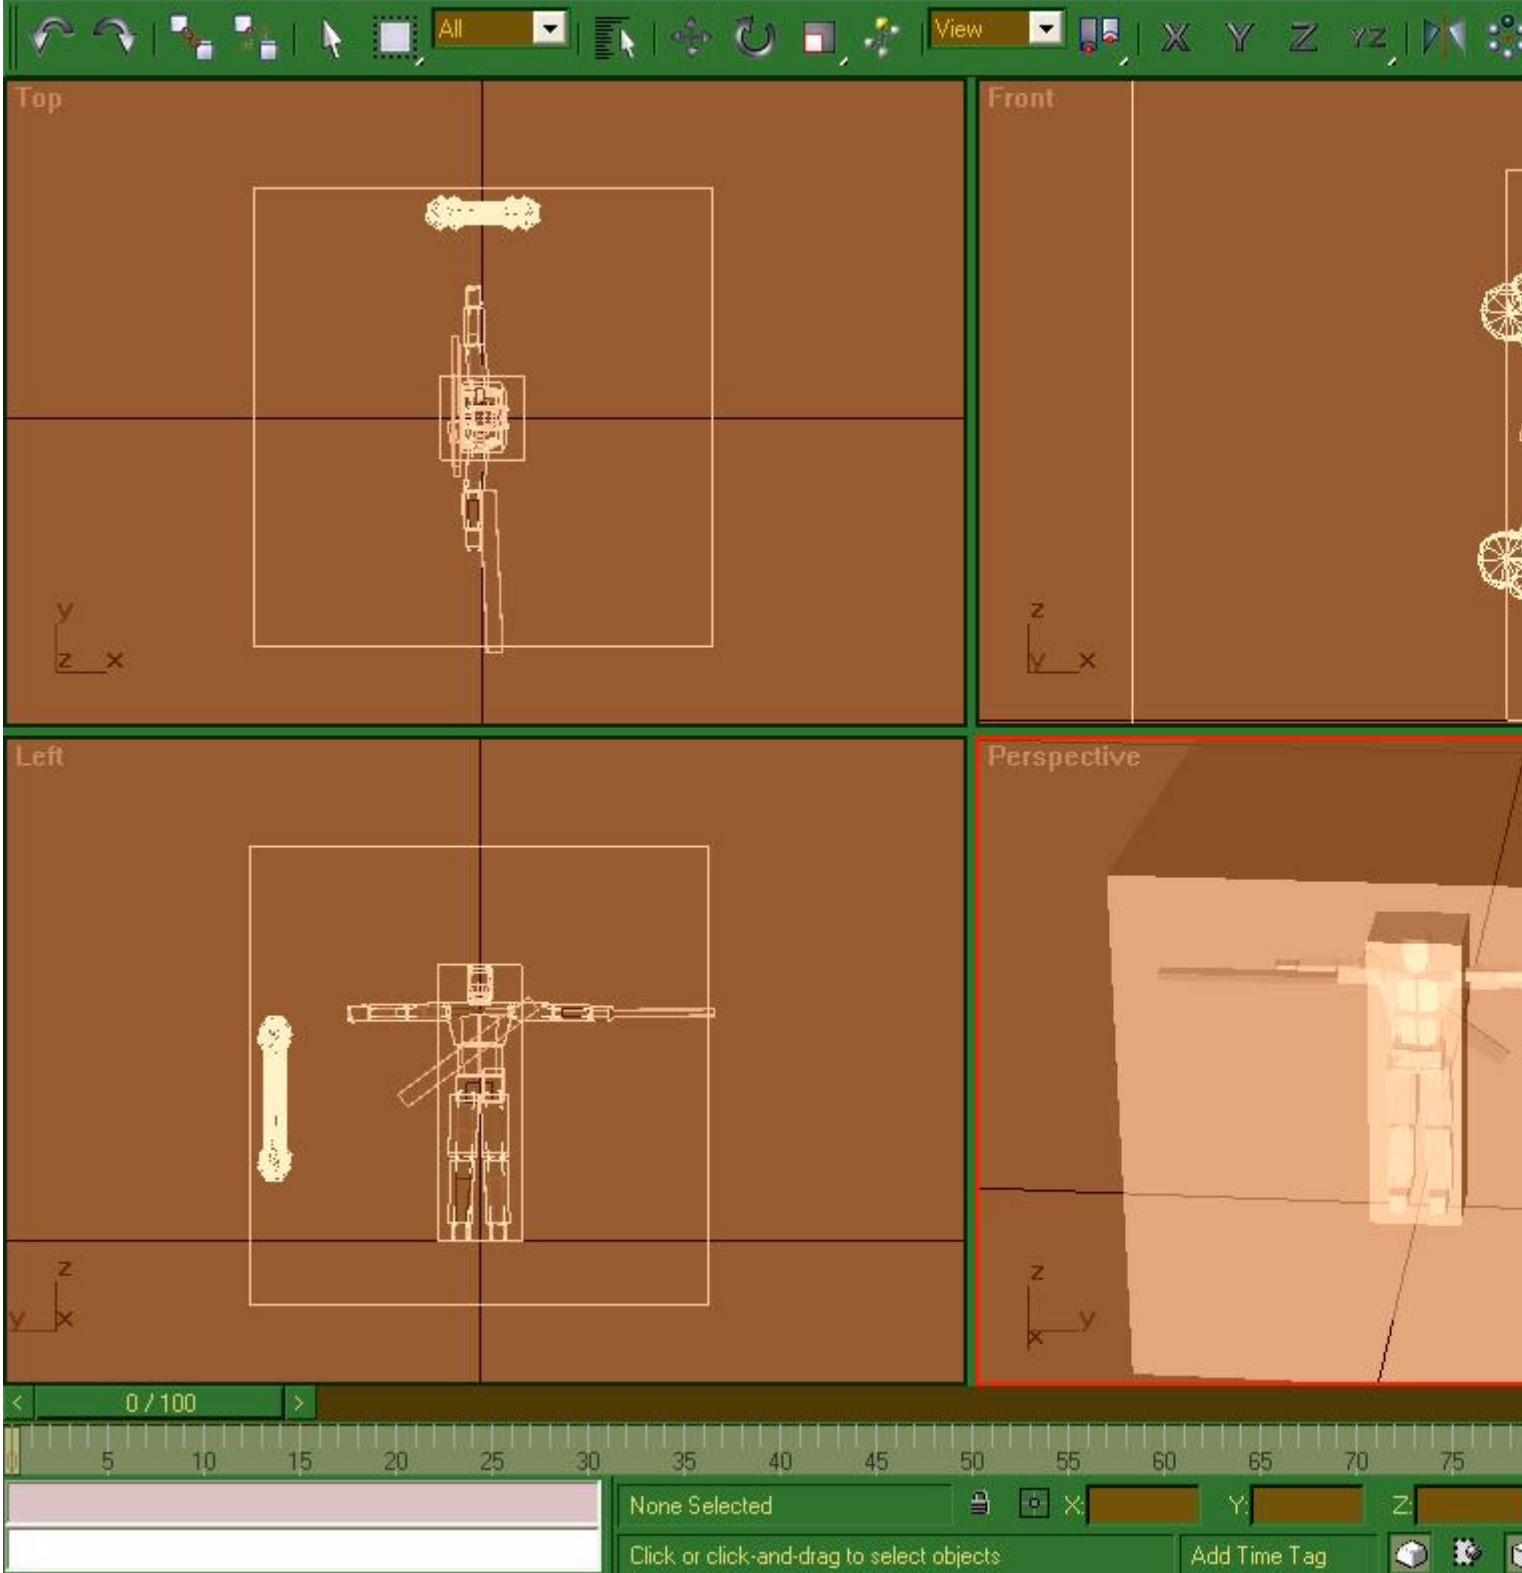 All View X Y Z YZ
Top
Front
y
z x
z
y x
Left
Perspective
z
y x
z
y
x
< 0 / 100 >
5 10 15 20 25 30 35 40 45 50 55 60 65 70 75
None Selected X: Y: Z:
Click or click-and-drag to select objects Add Time Tag